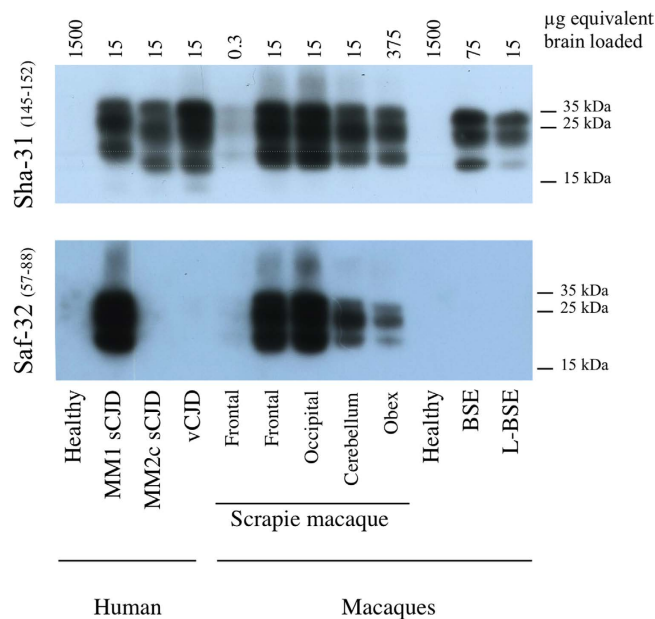 1500 15 15 15 0.3 15 15 15 375 1500 75 15 µg equivalent
brain loaded
Sha-31 (145-152)
35 kDa
25 kDa
15 kDa
Saf-32 (57-88)
35 kDa
25 kDa
15 kDa
Healthy MM1 sCJD MM2c sCJD vCJD Frontal Frontal Occipital Cerebellum Obex Healthy BSE L-BSE
Scrapie macaque
Human Macaques